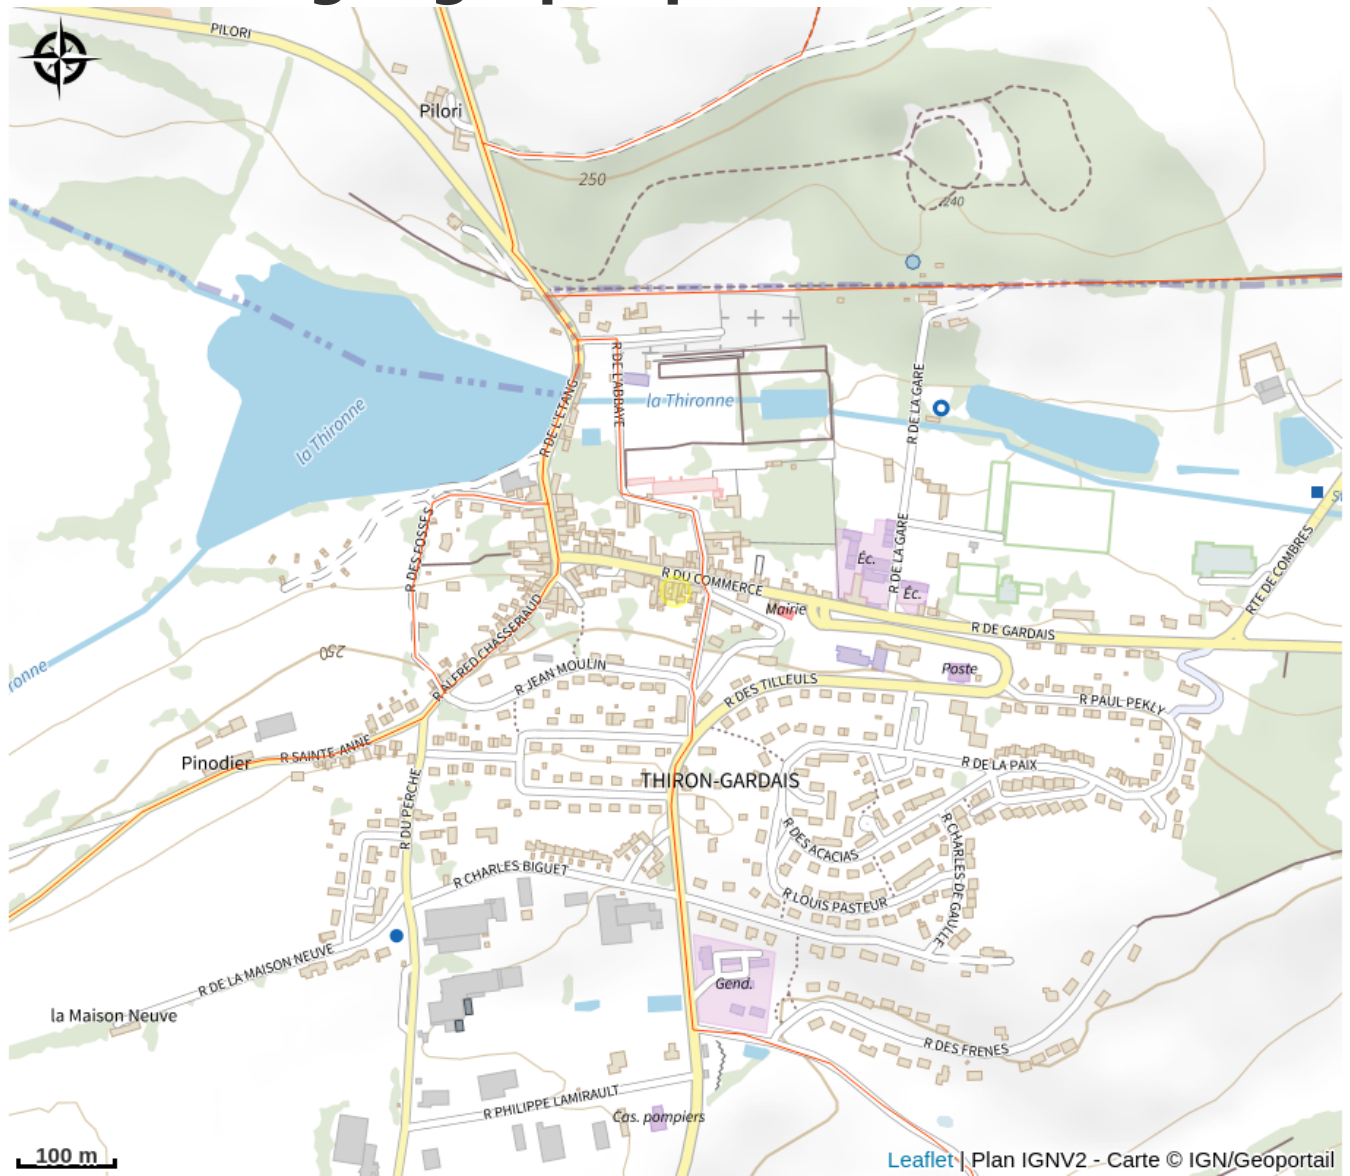 PILORI
Pilori
250
240
la Thironne
R DE L'ABBAYE
R DE LA GARE
R DE L'ETANG
la Thironne
R DES FOSSES
R DE LA GARE
RTE DE COMBRES
Éc.
Éc.
R DU COMMERCE
Mairie
R DE GARDAIS
250
R ALFRED CHASSERIAUD
R JEAN MOULIN
Poste
R DES TILLEULS
R PAUL PEKLY
Pinodier
R SAINTE ANNE
THIRON-GARDAIS
R DE LA PAIX
R DU PERCHE
R DES ACACIAS
R CHARLES DE GAULLE
R CHARLES BIGUET
R LOUIS PASTEUR
R DE LA MAISON NEUVE
la Maison Neuve
Gend.
R DES FRENES
R PHILIPPE LAMIRAULT
Cas. pompiers
100 m
Leaflet | Plan IGNV2 - Carte © IGN/Geoportail